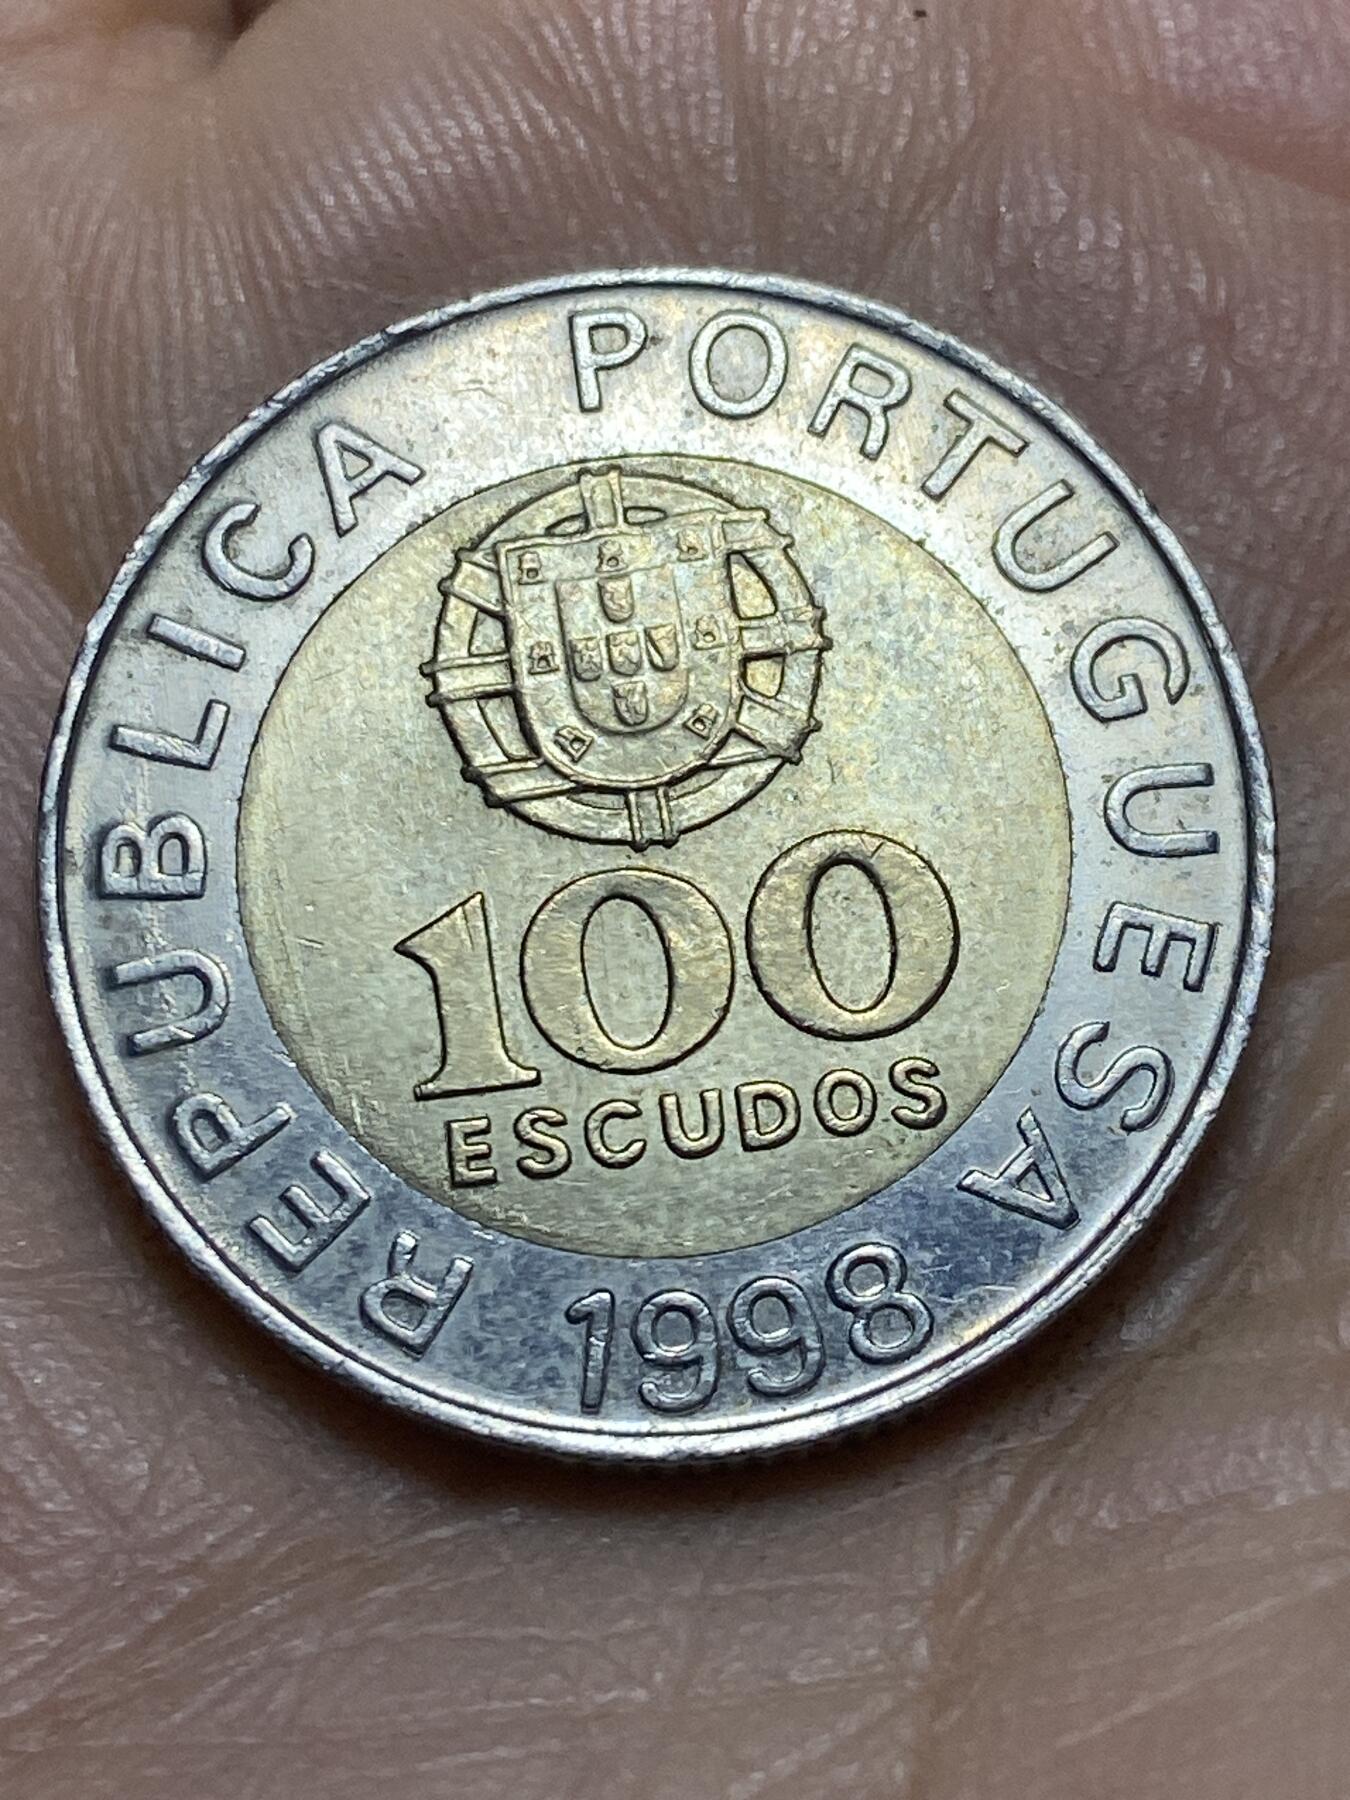 REPUBLICA PORTUGUESA
100
ESCUDOS
1998